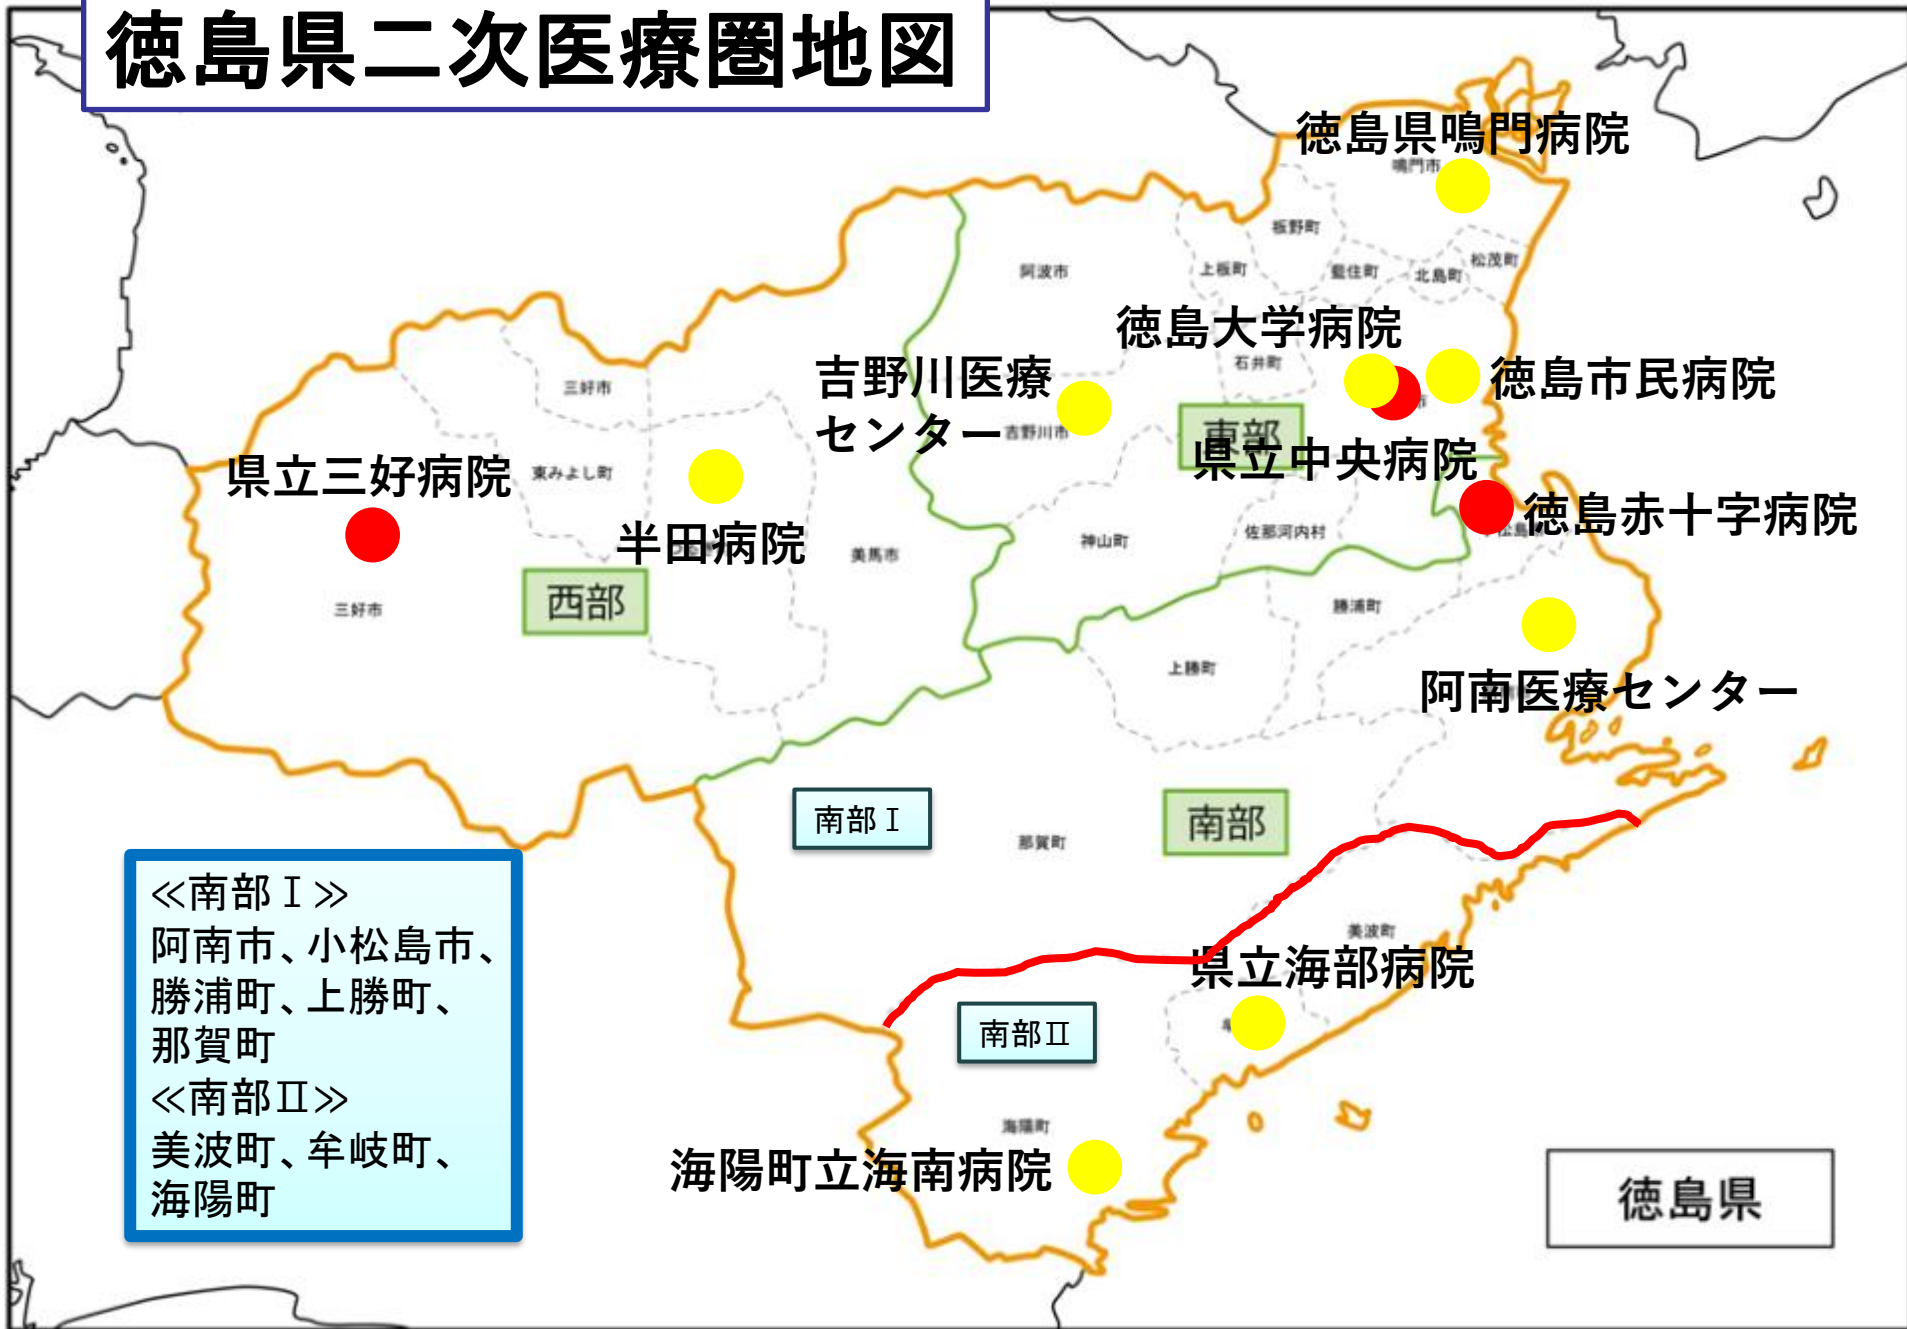 徳島県二次医療圏地図
徳島県鳴門病院
鳴門市
板野町
松茂町
阿波市
上板町
藍住町
北島町
徳島大学病院
石井町
吉野川医療
センター
徳島市民病院
三好市
吉野川市
東部
県立中央病院
県立三好病院
東みよし町
徳島赤十字病院
半田病院
美馬市
神山町
佐那河内村
西部
三好市
勝浦町
上勝町
阿南医療センター
南部Ⅰ
南部
那賀町
≪南部Ⅰ≫
阿南市、小松島市、
勝浦町、上勝町、
那賀町
≪南部Ⅱ≫
美波町、牟岐町、
海陽町
美波町
県立海部病院
南部Ⅱ
海陽町
海陽町立海南病院
徳島県